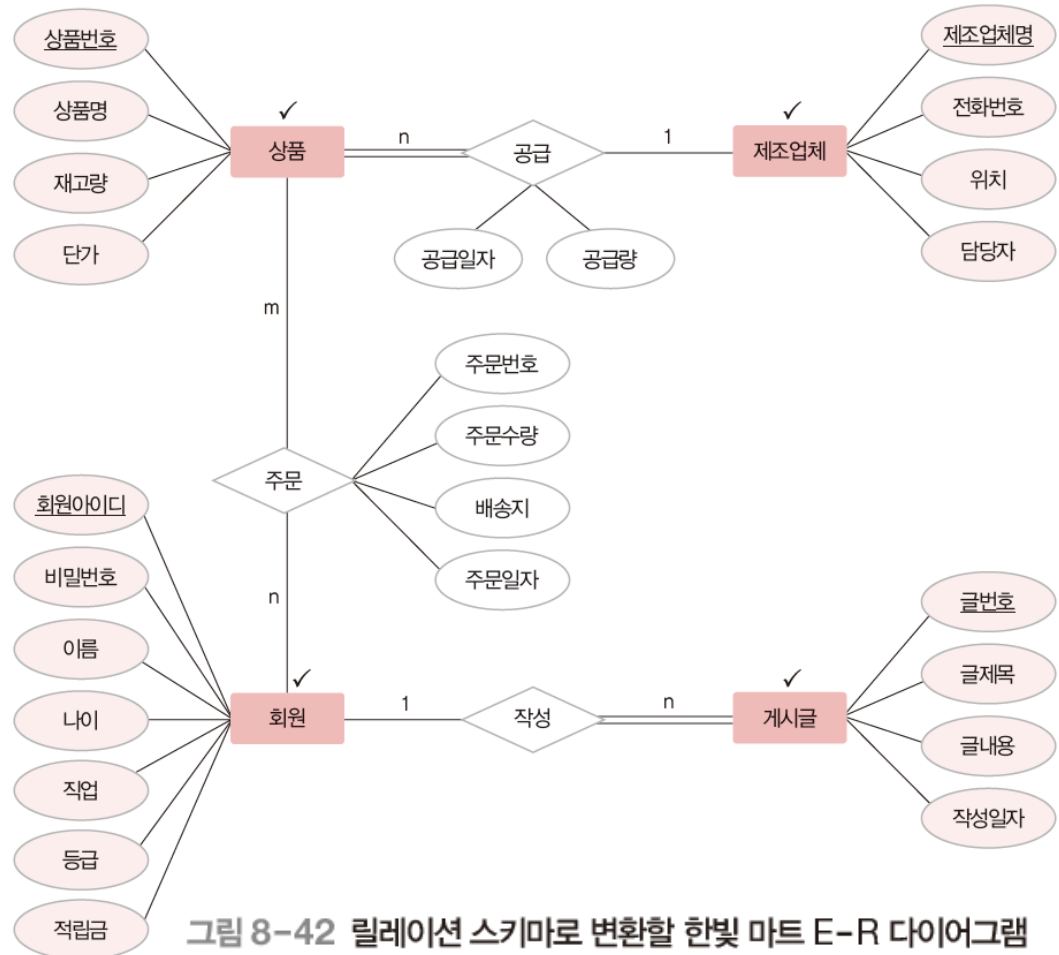 상품번호
상품명
재고량
단가
✓
상품
n
공급
1
✓
제조업체
제조업체명
전화번호
위치
담당자
공급일자
공급량
m
주문번호
주문수량
배송지
주문일자
주문
n
회원아이디
비밀번호
이름
나이
직업
등급
적립금
✓
회원
1
작성
n
✓
게시글
글번호
글제목
글내용
작성일자
그림 8-42 릴레이션 스키마로 변환할 한빛 마트 E-R 다이어그램